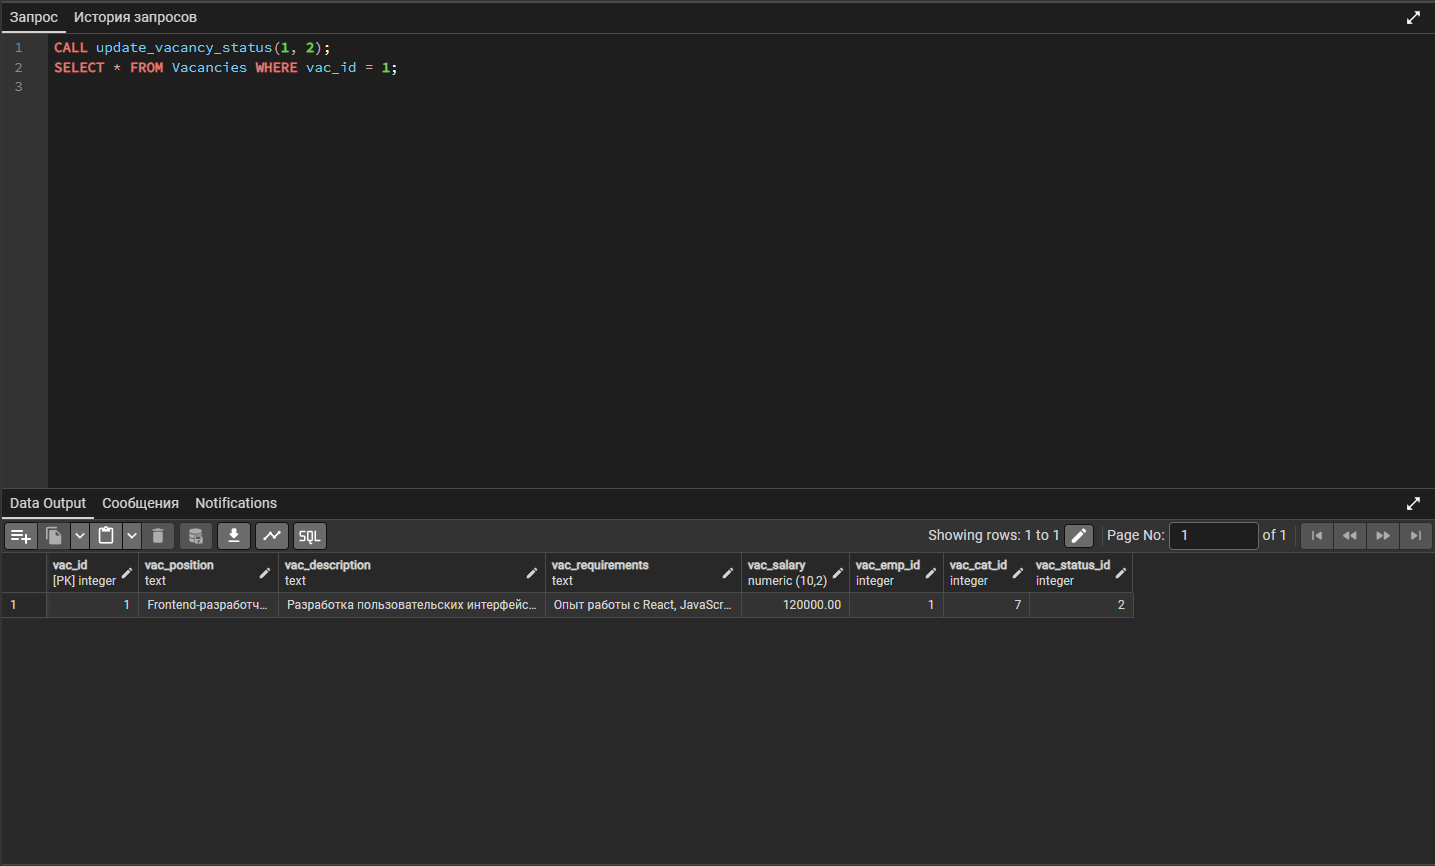 Запрос История запросов
1 CALL update_vacancy_status(1, 2);
2 SELECT * FROM Vacancies WHERE vac_id = 1;
3
Data Output Сообщения Notifications
SQL Showing rows: 1 to 1 Page No: 1 of 1
vac_id vac_position vac_description vac_requirements vac_salary vac_emp_id vac_cat_id vac_status_id
[PK] integer text text text numeric (10,2) integer integer integer
1 1 Frontend-разработч... Разработка пользовательских интерфейс... Опыт работы с React, JavaScr... 120000.00 1 7 2